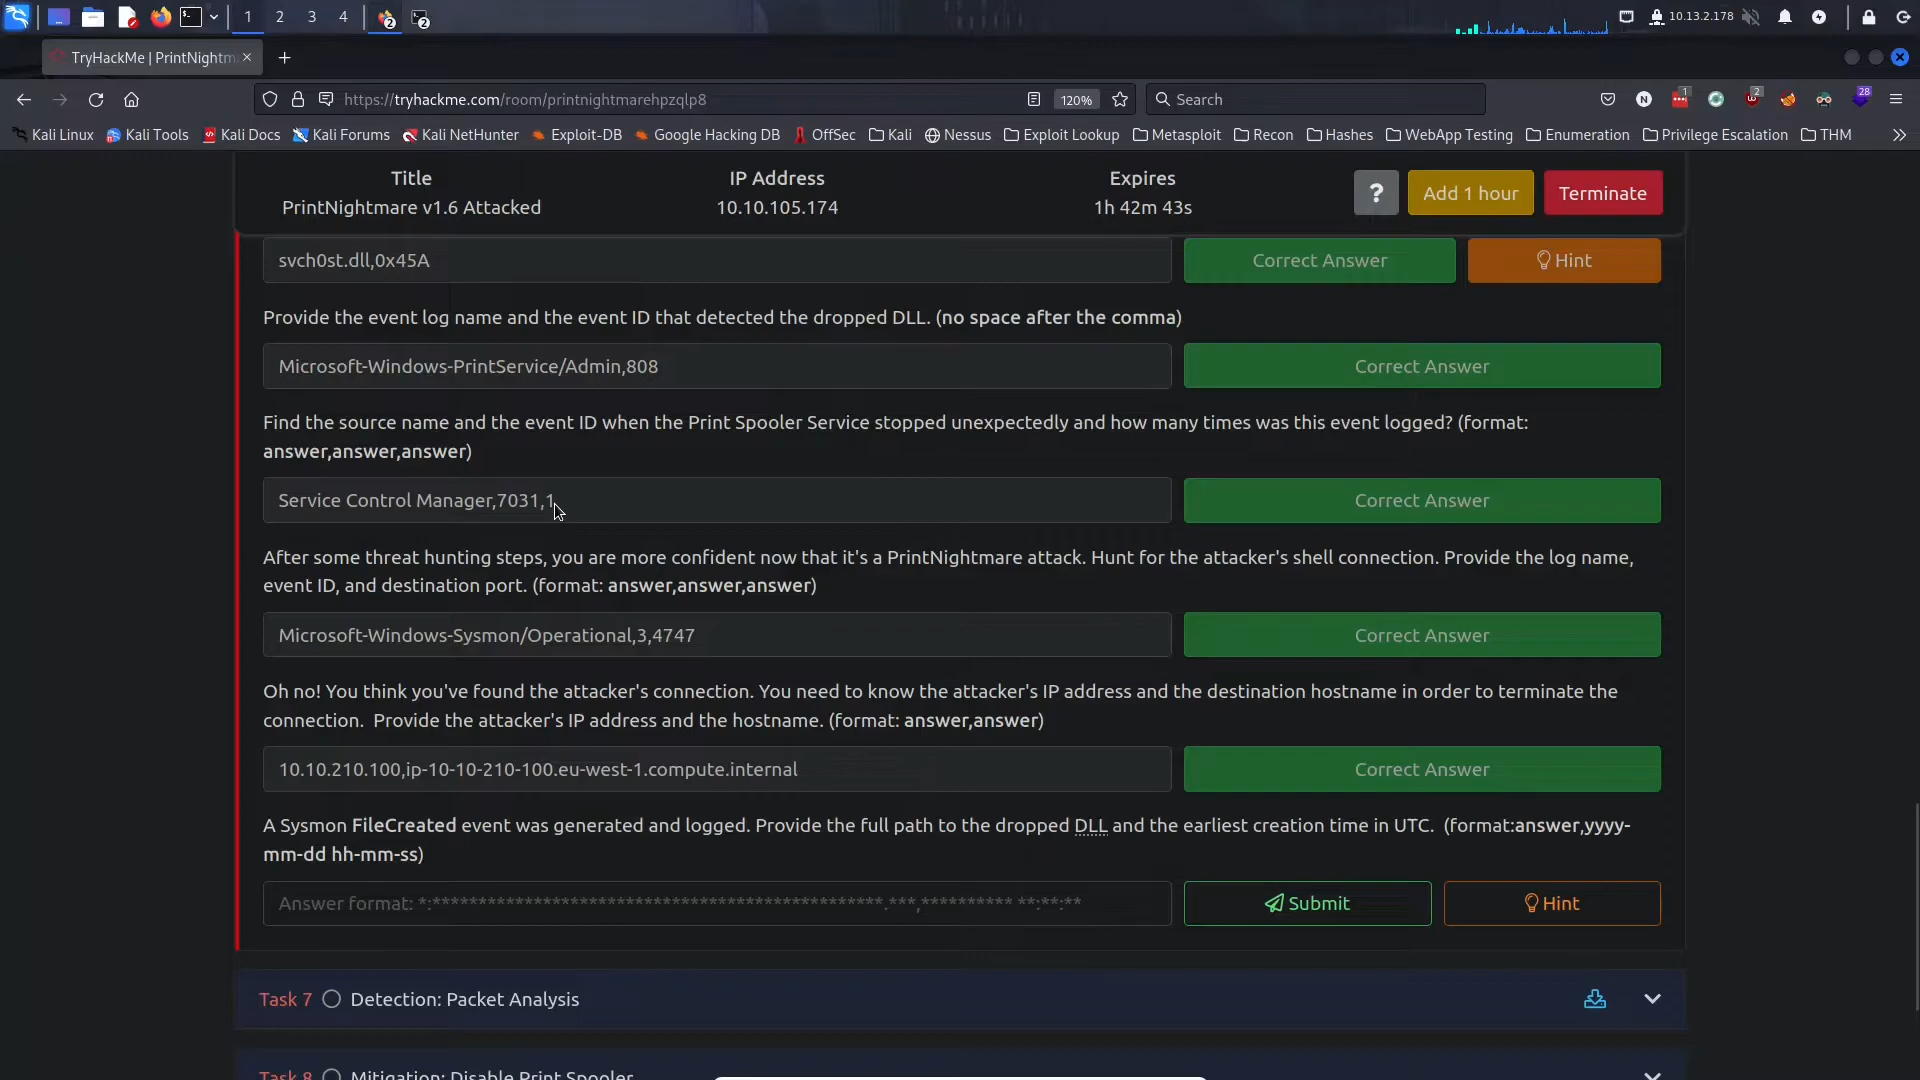 1 2 3 4 2 2 10.13.2.178
TryHackMe | PrintNightm
https://tryhackme.com/room/printnightmarehpzqlp8 120% Search 1 2 28
Kali Linux Kali Tools Kali Docs Kali Forums Kali NetHunter Exploit-DB Google Hacking DB OffSec Kali Nessus Exploit Lookup Metasploit Recon Hashes WebApp Testing Enumeration Privilege Escalation THM
Title IP Address Expires
PrintNightmare v1.6 Attacked 10.10.105.174 1h 42m 43s ? Add 1 hour Terminate
svch0st.dll,0x45A Correct Answer Hint
Provide the event log name and the event ID that detected the dropped DLL. (no space after the comma)
Microsoft-Windows-PrintService/Admin,808 Correct Answer
Find the source name and the event ID when the Print Spooler Service stopped unexpectedly and how many times was this event logged? (format:
answer,answer,answer)
Service Control Manager,7031,1 Correct Answer
After some threat hunting steps, you are more confident now that it's a PrintNightmare attack. Hunt for the attacker's shell connection. Provide the log name,
event ID, and destination port. (format: answer,answer,answer)
Microsoft-Windows-Sysmon/Operational,3,4747 Correct Answer
Oh no! You think you've found the attacker's connection. You need to know the attacker's IP address and the destination hostname in order to terminate the
connection. Provide the attacker's IP address and the hostname. (format: answer,answer)
10.10.210.100,ip-10-10-210-100.eu-west-1.compute.internal Correct Answer
A Sysmon FileCreated event was generated and logged. Provide the full path to the dropped DLL and the earliest creation time in UTC. (format:answer,yyyy-
mm-dd hh-mm-ss)
Answer format: *:**************************************************.***,********** **:**:** Submit Hint
Task 7 Detection: Packet Analysis
Task 8 Mitigation: Disable Print Spooler